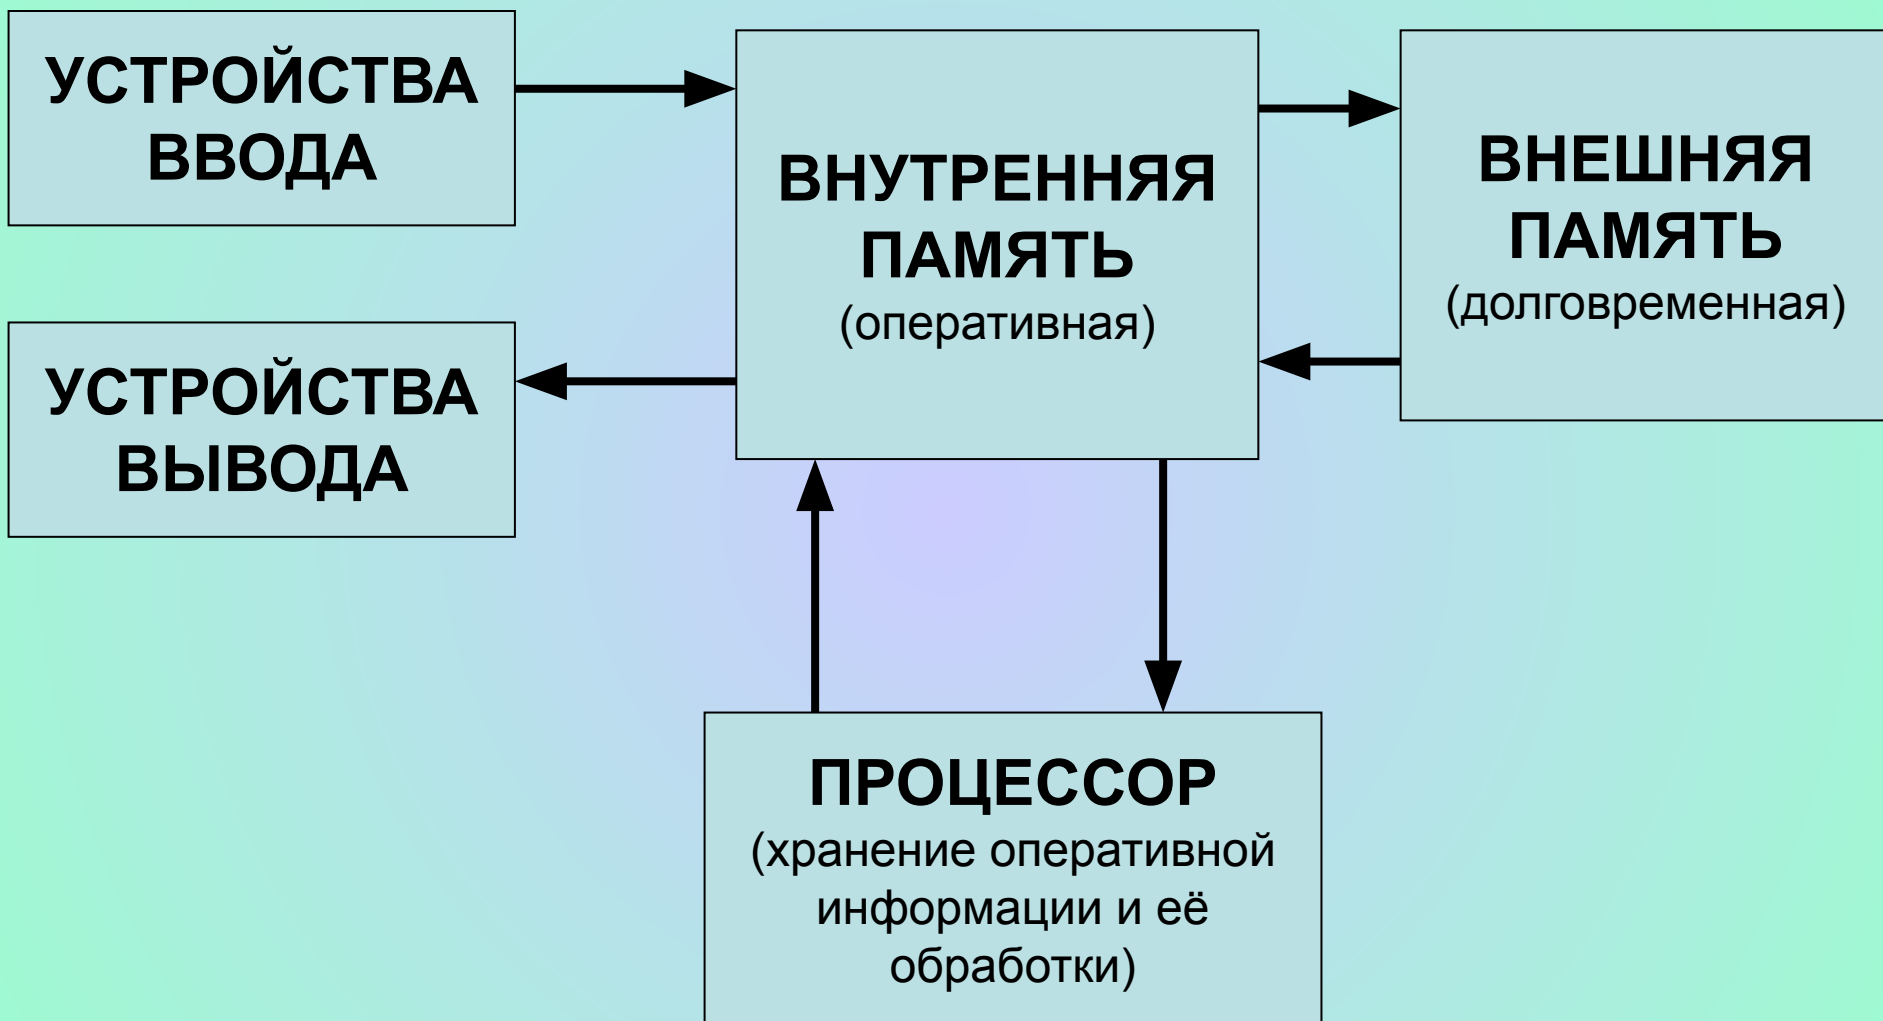 УСТРОЙСТВА
ВВОДА
ВНУТРЕННЯЯ
ПАМЯТЬ
(оперативная)
ВНЕШНЯЯ
ПАМЯТЬ
(долговременная)
УСТРОЙСТВА
ВЫВОДА
ПРОЦЕССОР
(хранение оперативной
информации и её
обработки)